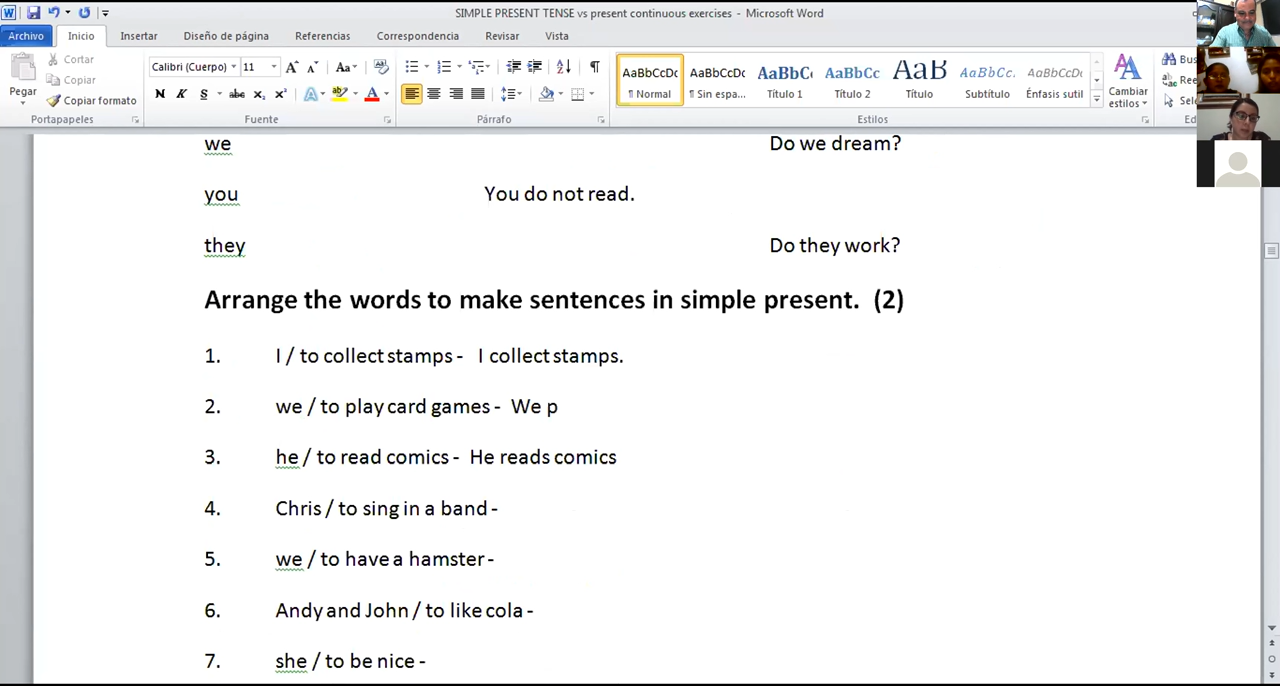 SIMPLE PRESENT TENSE vs present continuous exercises - Microsoft Word
Archivo Inicio Insertar Diseño de página Referencias Correspondencia Revisar Vista
Pegar
Cortar
Copiar
Copiar formato
Portapapeles
Calibri (Cuerpo) 11
Fuente
Párrafo
AaBbCcDc AaBbCcDc AaBbC AaBbCc AaB AaBbCc. AaBbCcDc
¶ Normal ¶ Sin espa... Título 1 Título 2 Título Subtítulo Énfasis sutil
Cambiar estilos
Estilos
we Do we dream?
you You do not read.
they Do they work?
Arrange the words to make sentences in simple present. (2)
1. I / to collect stamps - I collect stamps.
2. we / to play card games - We p
3. he / to read comics - He reads comics
4. Chris / to sing in a band -
5. we / to have a hamster -
6. Andy and John / to like cola -
7. she / to be nice -